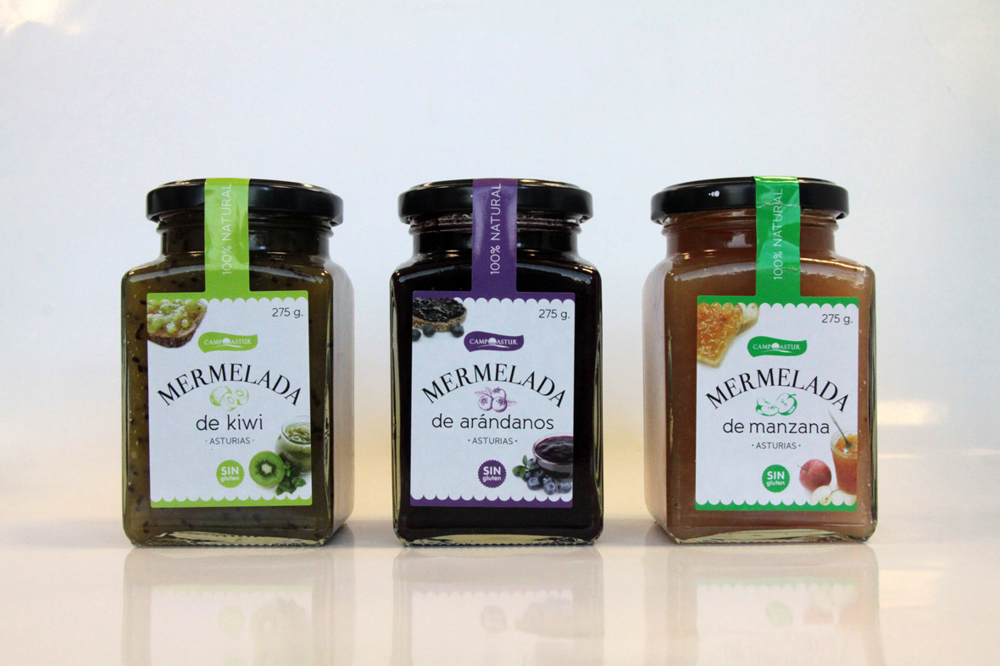 100% NATURAL
275 g.
CAMPOASTUR
MERMELADA
de kiwi
· ASTURIAS ·
SIN
gluten
100% NATURAL
275 g.
CAMPOASTUR
MERMELADA
de arándanos
· ASTURIAS ·
SIN
gluten
100% NATURAL
275 g.
CAMPOASTUR
MERMELADA
de manzana
· ASTURIAS ·
SIN
gluten